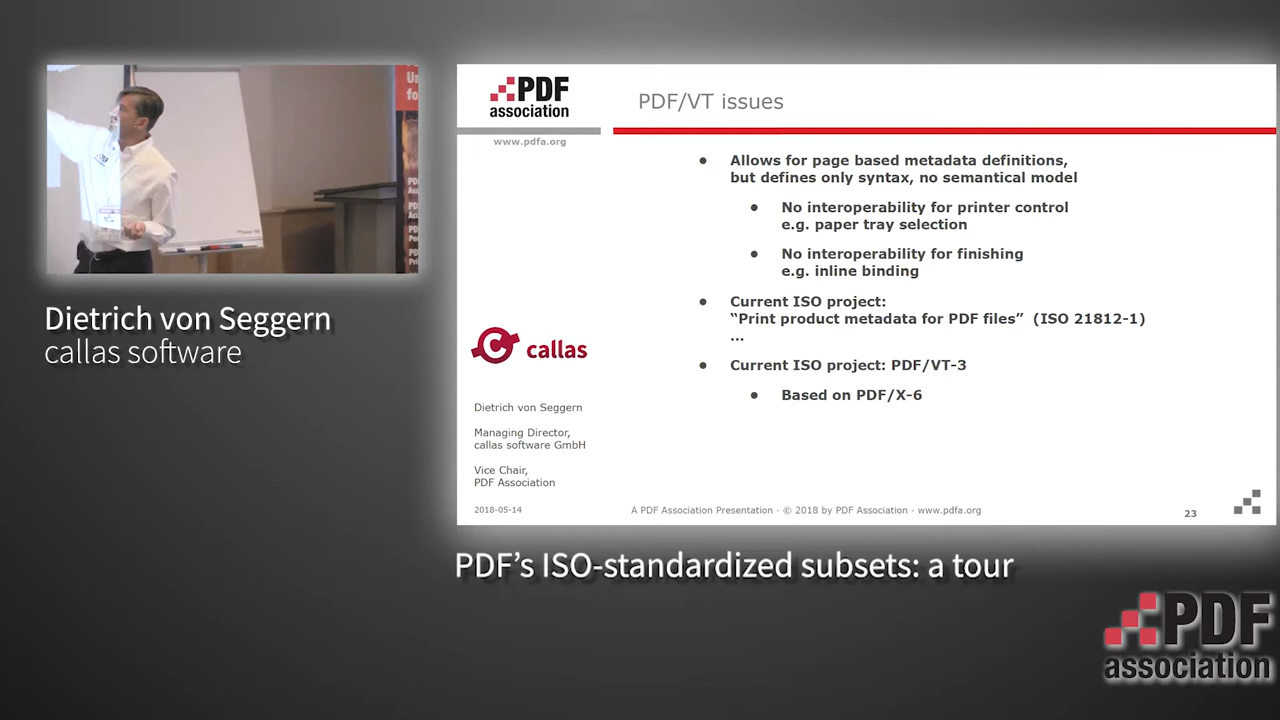 Un
fo
Dietrich von Seggern
callas software
PDF
association
www.pdfa.org
PDF/VT issues
● Allows for page based metadata definitions,
but defines only syntax, no semantical model
● No interoperability for printer control
e.g. paper tray selection
● No interoperability for finishing
e.g. inline binding
● Current ISO project:
“Print product metadata for PDF files” (ISO 21812-1)
...
● Current ISO project: PDF/VT-3
● Based on PDF/X-6
callas
Dietrich von Seggern
Managing Director,
callas software GmbH
Vice Chair,
PDF Association
2018-05-14
A PDF Association Presentation · © 2018 by PDF Association · www.pdfa.org
23
PDF’s ISO-standardized subsets: a tour
PDF
association